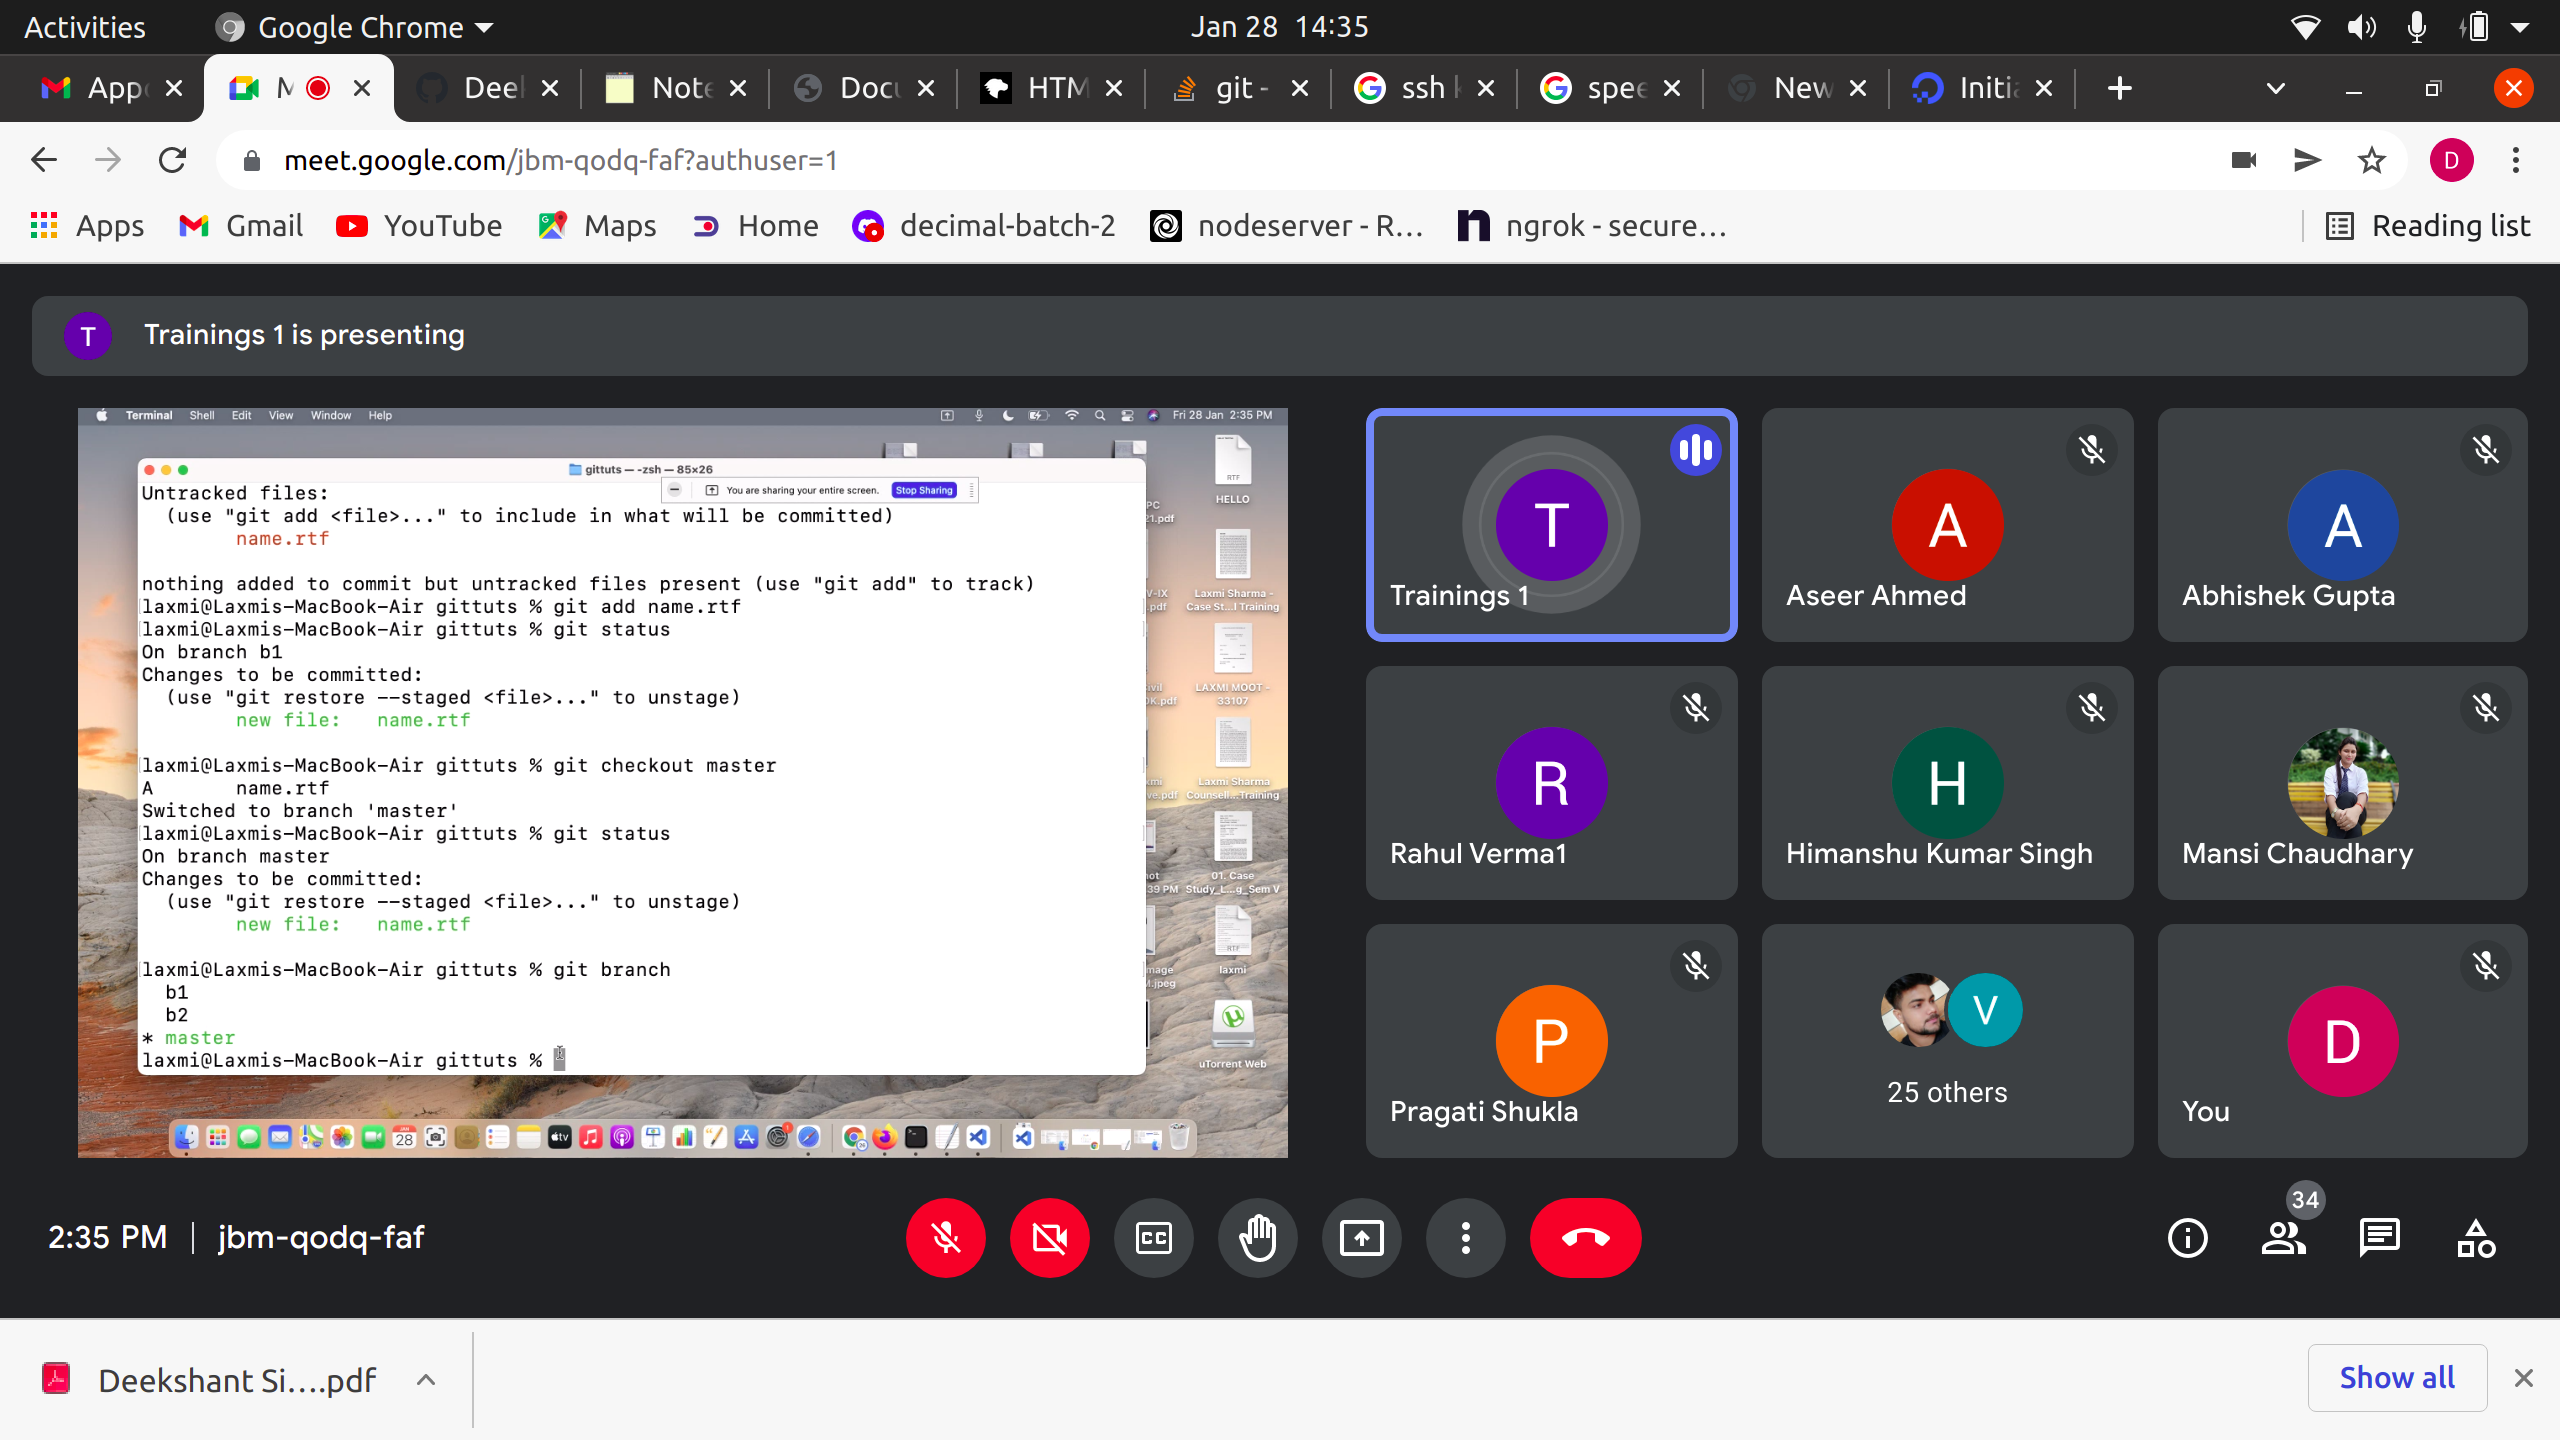 Activities
Google Chrome
Jan 28 14:35
App
M
Deek
Note
Docu
HTM
git -
ssh k
spee
New
Initia
meet.google.com/jbm-qodq-faf?authuser=1
D
Apps
Gmail
YouTube
Maps
Home
decimal-batch-2
nodeserver - R...
ngrok - secure...
Reading list
T
Trainings 1 is presenting
Terminal Shell Edit View Window Help
Fri 28 Jan 2:35 PM
gittuts — -zsh — 85×26
You are sharing your entire screen. Stop Sharing
Untracked files:
(use "git add <file>..." to include in what will be committed)
name.rtf
nothing added to commit but untracked files present (use "git add" to track)
laxmi@Laxmis-MacBook-Air gittuts % git add name.rtf
laxmi@Laxmis-MacBook-Air gittuts % git status
On branch b1
Changes to be committed:
(use "git restore --staged <file>..." to unstage)
new file:   name.rtf
laxmi@Laxmis-MacBook-Air gittuts % git checkout master
A       name.rtf
Switched to branch 'master'
laxmi@Laxmis-MacBook-Air gittuts % git status
On branch master
Changes to be committed:
(use "git restore --staged <file>..." to unstage)
new file:   name.rtf
laxmi@Laxmis-MacBook-Air gittuts % git branch
b1
b2
* master
laxmi@Laxmis-MacBook-Air gittuts %
RTF
HELLO
Laxmi Sharma -
Case St...l Training
LAXMI MOOT -
33107
Laxmi Sharma
Counsell...Training
01. Case
Study_L...g_Sem V
RTF
laxmi
uTorrent Web
T
Trainings 1
A
Aseer Ahmed
A
Abhishek Gupta
R
Rahul Verma1
H
Himanshu Kumar Singh
Mansi Chaudhary
P
Pragati Shukla
V
25 others
D
You
2:35 PM
jbm-qodq-faf
CC
34
Deekshant Si....pdf
Show all